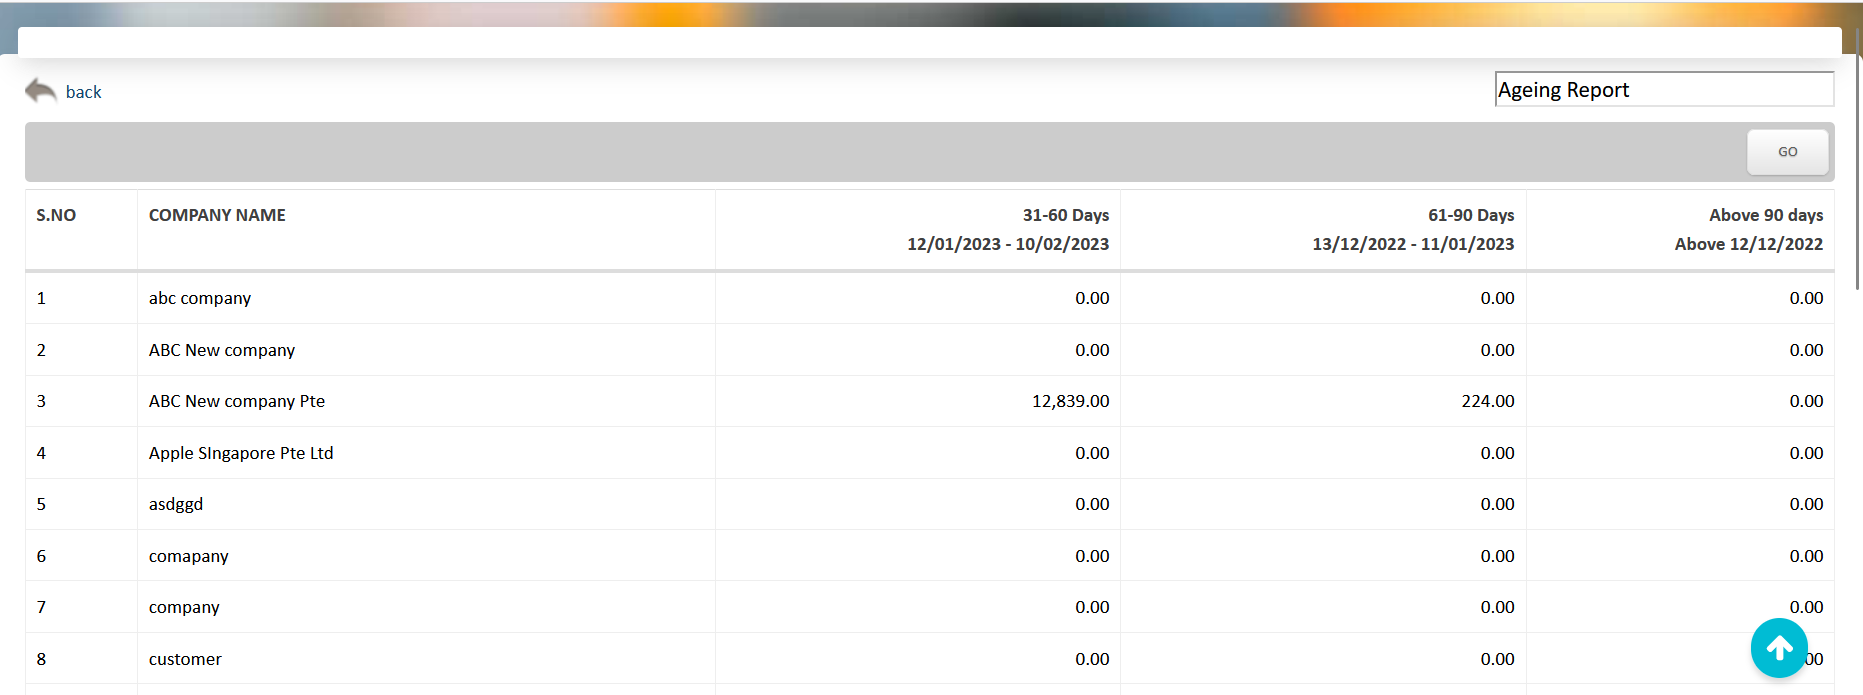 back
Ageing Report
GO
S.NO COMPANY NAME 31-60 Days 61-90 Days Above 90 days
12/01/2023 - 10/02/2023 13/12/2022 - 11/01/2023 Above 12/12/2022
1 abc company 0.00 0.00 0.00
2 ABC New company 0.00 0.00 0.00
3 ABC New company Pte 12,839.00 224.00 0.00
4 Apple SIngapore Pte Ltd 0.00 0.00 0.00
5 asdggd 0.00 0.00 0.00
6 comapany 0.00 0.00 0.00
7 company 0.00 0.00 0.00
8 customer 0.00 0.00